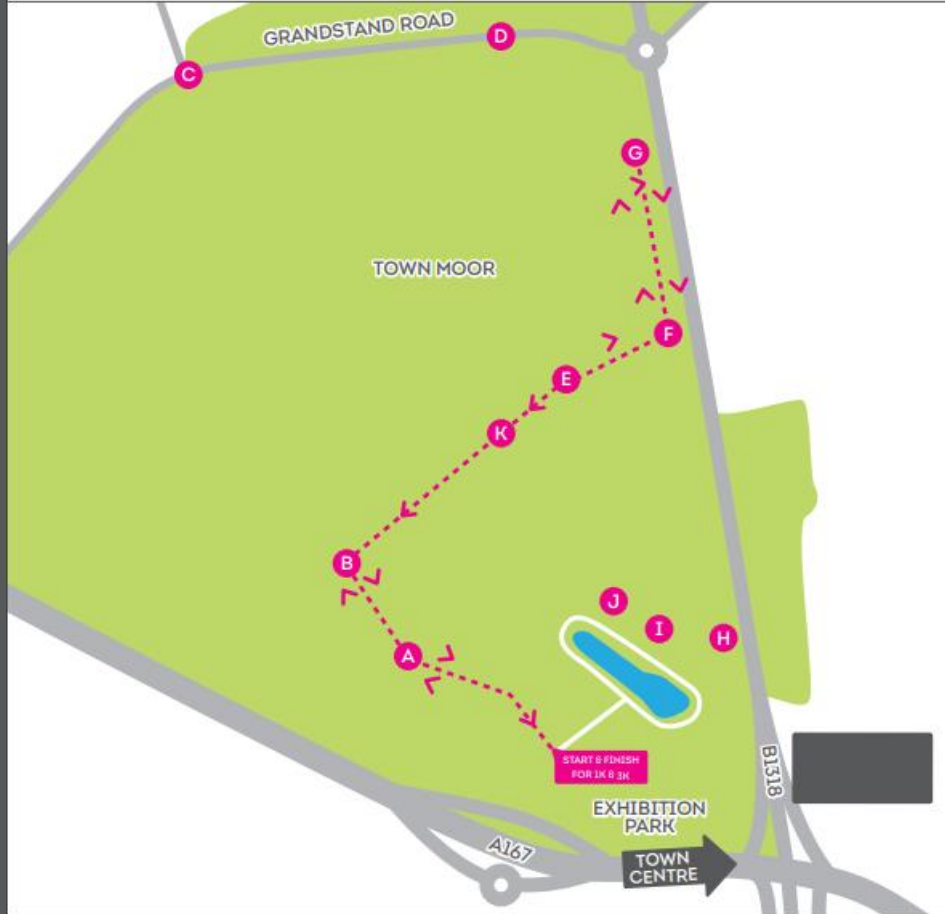 GRANDSTAND ROAD
D
C
G
TOWN MOOR
F
E
K
B
J
I
H
A
START & FINISH
FOR 1K & 3K
B1318
EXHIBITION
PARK
A167
TOWN
CENTRE